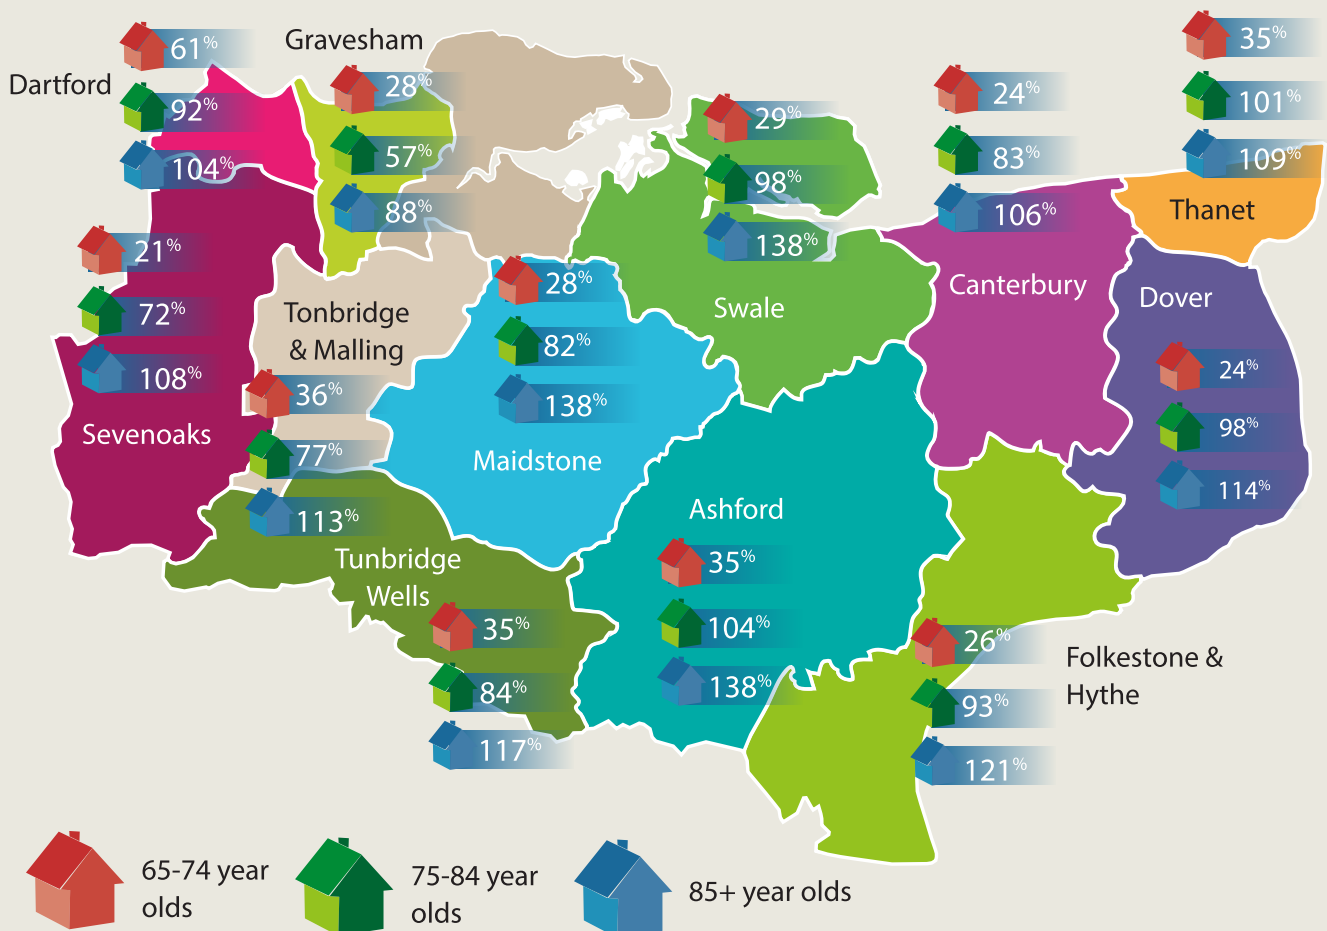 Dartford
61%
92%
104%
Gravesham
28%
57%
88%
29%
98%
138%
Swale
24%
83%
106%
Canterbury
35%
101%
109%
Thanet
21%
72%
108%
Sevenoaks
Tonbridge
& Malling
36%
77%
113%
28%
82%
138%
Maidstone
Dover
24%
98%
114%
Ashford
35%
104%
138%
Tunbridge
Wells
35%
84%
117%
26%
93%
121%
Folkestone &
Hythe
65-74 year
olds
75-84 year
olds
85+ year olds